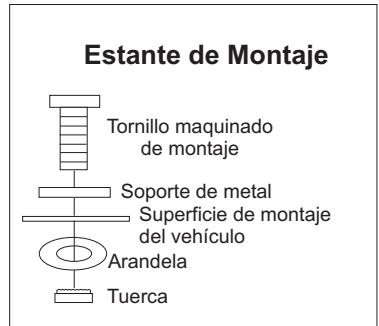 Estante de Montaje
Tornillo maquinado
de montaje
Soporte de metal
Superficie de montaje
del vehículo
Arandela
Tuerca